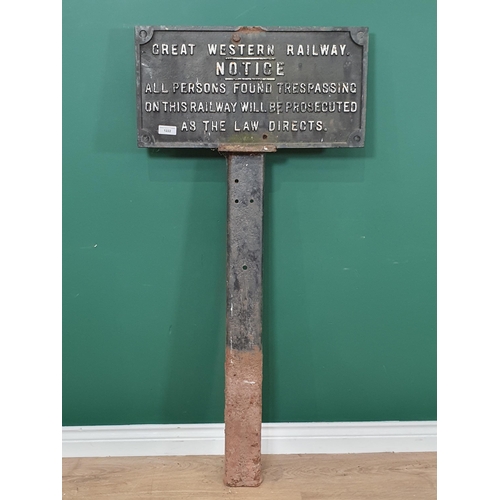 GREAT WESTERN RAILWAY.
NOTICE
ALL PERSONS FOUND TRESPASSING
ON THIS RAILWAY WILL BE PROSECUTED
AS THE LAW DIRECTS.